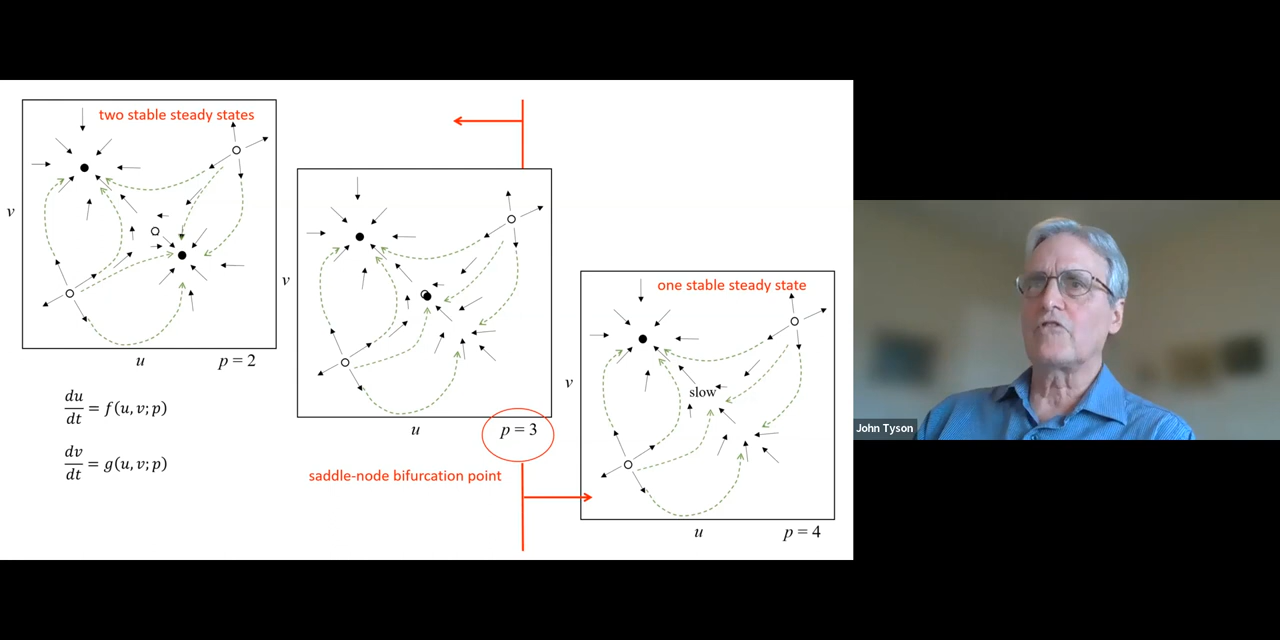 two stable steady states
v
u
p = 2
du/dt = f(u, v; p)
dv/dt = g(u, v; p)
v
u
p = 3
saddle-node bifurcation point
one stable steady state
slow
v
u
p = 4
John Tyson